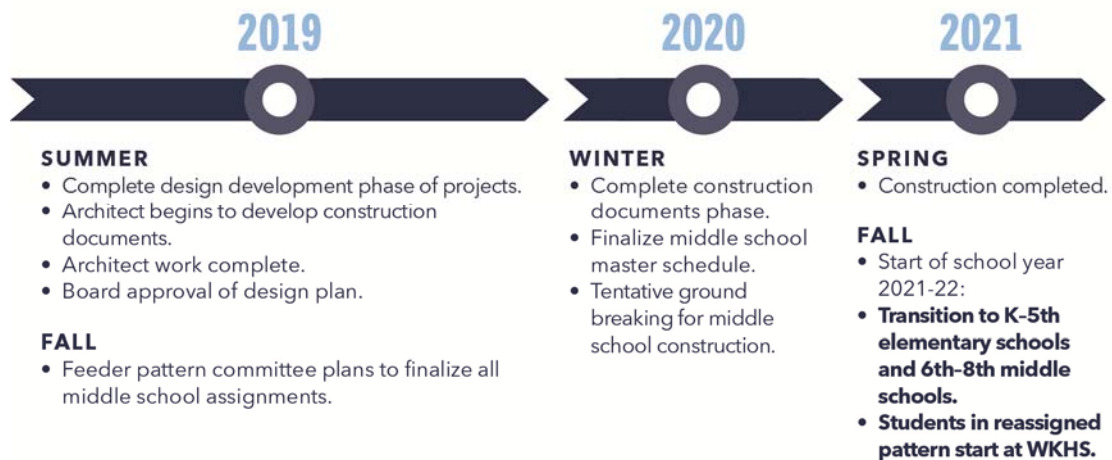 2019
SUMMER
• Complete design development phase of projects.
• Architect begins to develop construction
documents.
• Architect work complete.
• Board approval of design plan.
FALL
• Feeder pattern committee plans to finalize all
middle school assignments.
2020
WINTER
• Complete construction
documents phase.
• Finalize middle school
master schedule.
• Tentative ground
breaking for middle
school construction.
2021
SPRING
• Construction completed.
FALL
• Start of school year
2021-22:
• Transition to K-5th
elementary schools
and 6th-8th middle
schools.
• Students in reassigned
pattern start at WKHS.